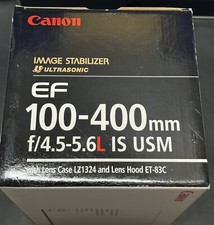 Canon
IMAGE STABILIZER
ULTRASONIC
EF
100-400mm
f/4.5-5.6L IS USM
with Lens Case LZ1324 and Lens Hood ET-83C